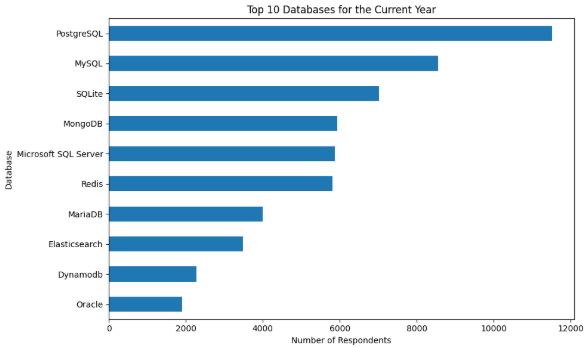 Top 10 Databases for the Current Year
Database
PostgreSQL
MySQL
SQLite
MongoDB
Microsoft SQL Server
Redis
MariaDB
Elasticsearch
Dynamodb
Oracle
0 2000 4000 6000 8000 10000 12000
Number of Respondents